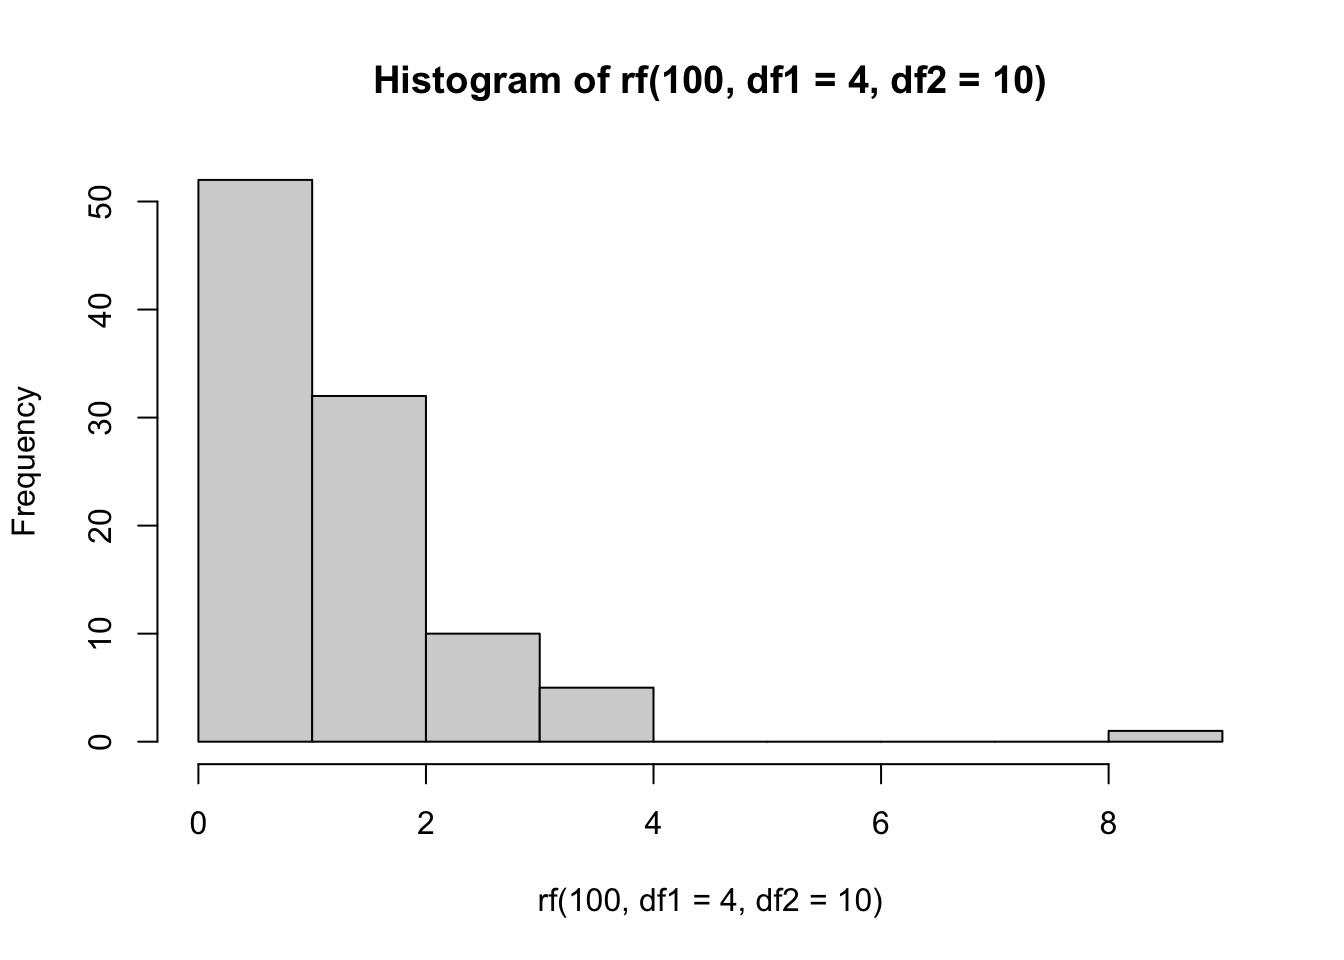 Histogram of rf(100, df1 = 4, df2 = 10)
Frequency
50
40
30
20
10
0
0 2 4 6 8
rf(100, df1 = 4, df2 = 10)